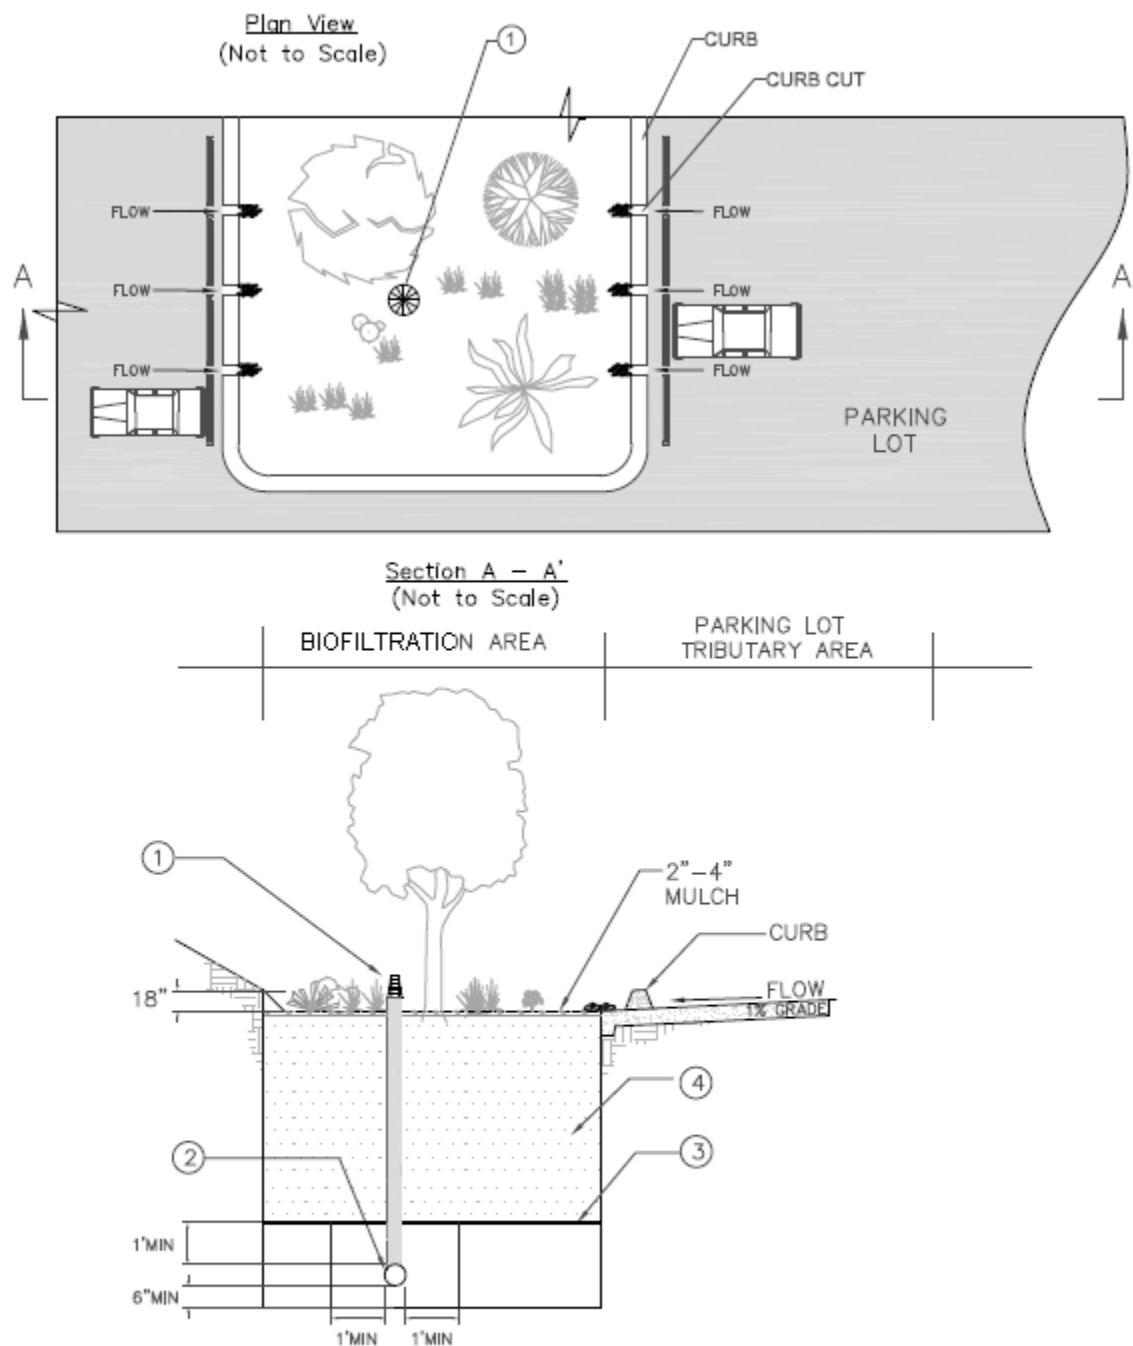 Plan View
(Not to Scale)
1
CURB
CURB CUT
FLOW
FLOW
FLOW
FLOW
FLOW
FLOW
A
A
PARKING
LOT
Section A - A'
(Not to Scale)
BIOFILTRATION AREA
PARKING LOT
TRIBUTARY AREA
1
2"-4"
MULCH
CURB
18"
FLOW
1% GRADE
4
3
2
1'MIN
6"MIN
1'MIN
1'MIN